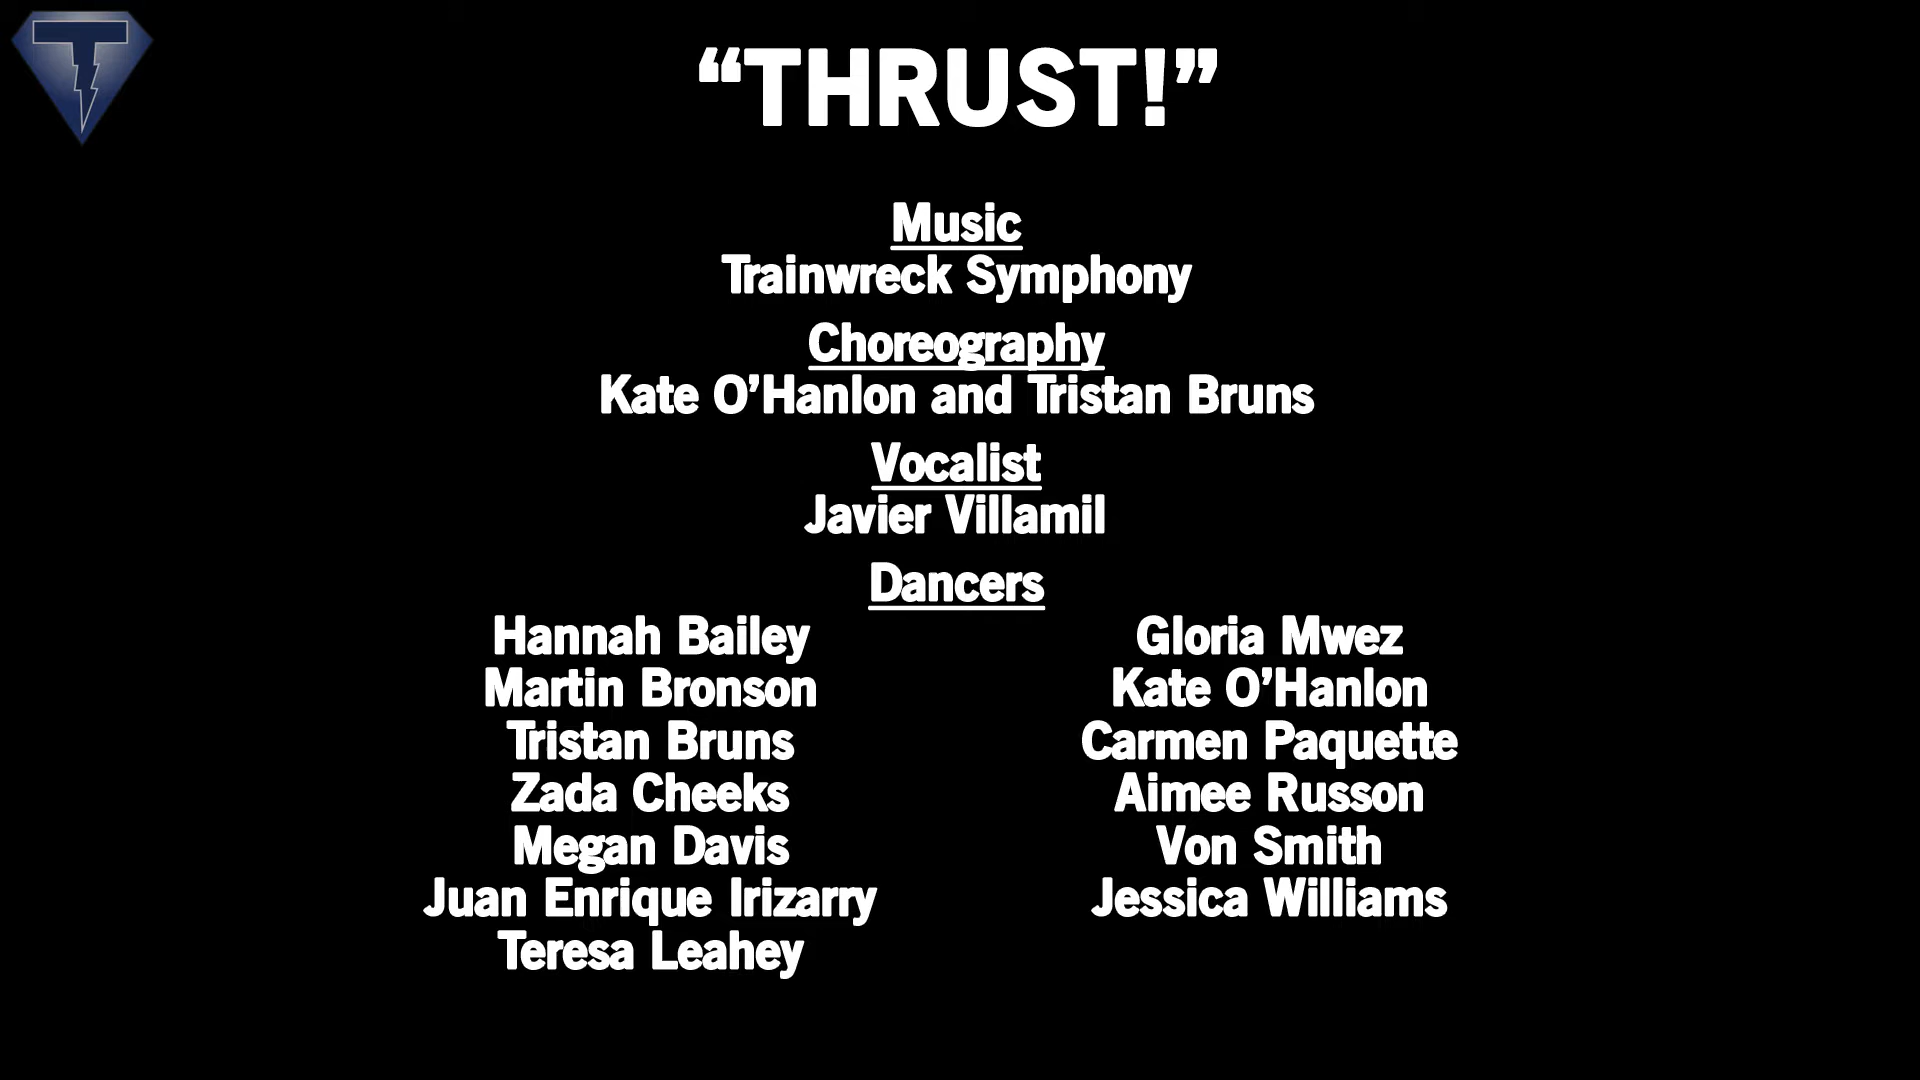 T
“THRUST!”
Music
Trainwreck Symphony
Choreography
Kate O’Hanlon and Tristan Bruns
Vocalist
Javier Villamil
Dancers
Hannah Bailey
Martin Bronson
Tristan Bruns
Zada Cheeks
Megan Davis
Juan Enrique Irizarry
Teresa Leahey
Gloria Mwez
Kate O’Hanlon
Carmen Paquette
Aimee Russon
Von Smith
Jessica Williams